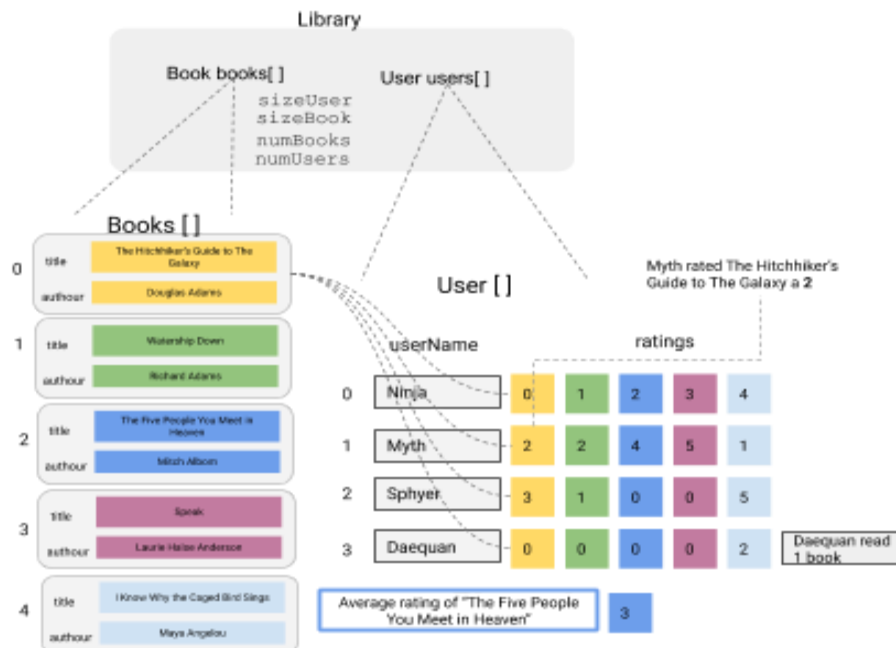 Library
Book books[ ]
User users[ ]
sizeUser
sizeBook
numBooks
numUsers
Books [ ]
0
title
The Hitchhiker's Guide to The
Galaxy
authour
Douglas Adams
1
title
Watership Down
authour
Richard Adams
2
title
The Five People You Meet in
Heaven
authour
Mitch Albom
3
title
Speak
authour
Laurie Halse Anderson
4
title
I Know Why the Caged Bird Sings
authour
Maya Angelou
User [ ]
Myth rated The Hitchhiker's
Guide to The Galaxy a 2
userName
ratings
0 Ninja 0 1 2 3 4
1 Myth 2 2 4 5 1
2 Sphyer 3 1 0 0 5
3 Daequan 0 0 0 0 2
Daequan read
1 book
Average rating of "The Five People
You Meet in Heaven"
3